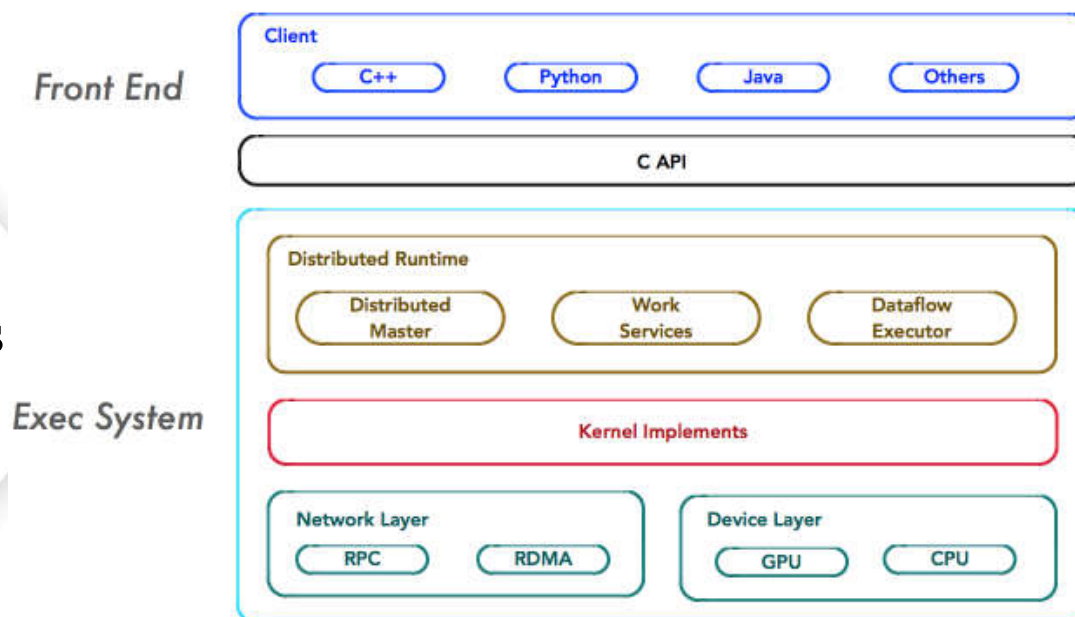 Front End
Client
C++ Python Java Others
C API
Exec System
Distributed Runtime
Distributed Master
Work Services
Dataflow Executor
Kernel Implements
Network Layer
RPC RDMA
Device Layer
GPU CPU